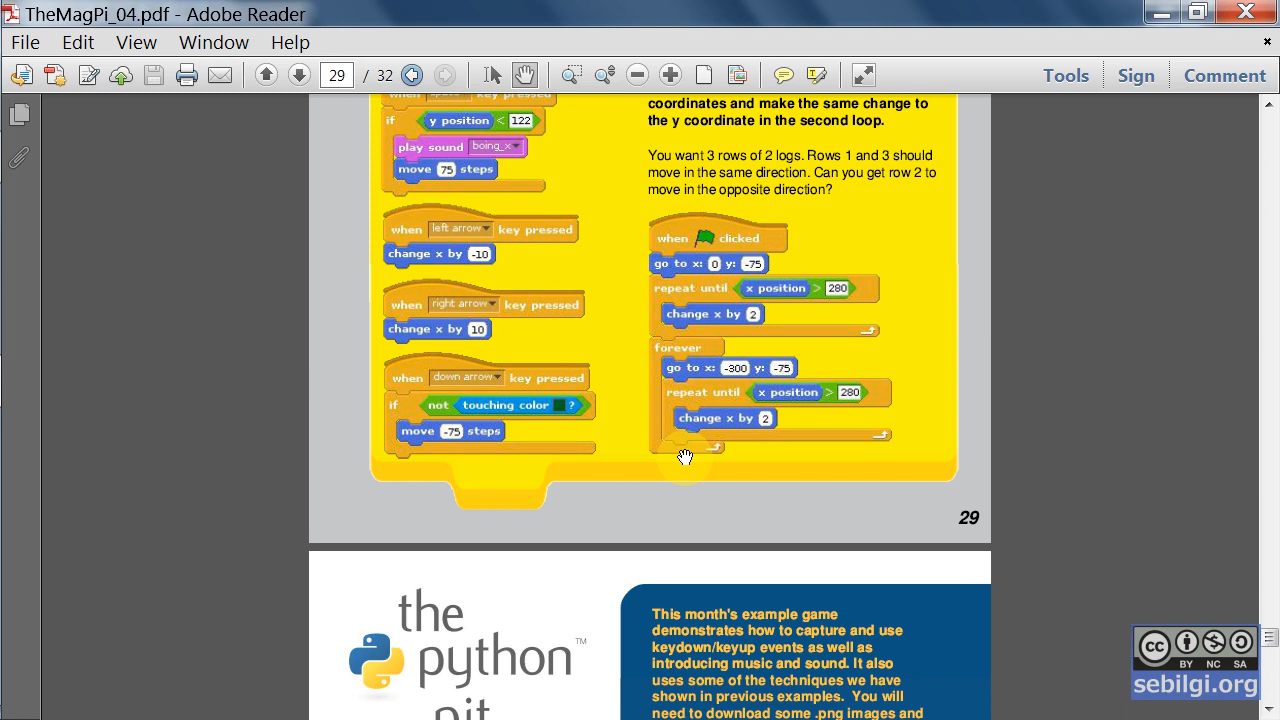 TheMagPi_04.pdf - Adobe Reader
File Edit View Window Help
29 / 32
Tools Sign Comment
key pressed
if y position < 122
play sound boing_x
move 75 steps
when left arrow key pressed
change x by -10
when right arrow key pressed
change x by 10
when down arrow key pressed
if not touching color ?
move -75 steps
coordinates and make the same change to
the y coordinate in the second loop.
You want 3 rows of 2 logs. Rows 1 and 3 should
move in the same direction. Can you get row 2 to
move in the opposite direction?
when clicked
go to x: 0 y: -75
repeat until x position > 280
change x by 2
forever
go to x: -300 y: -75
repeat until x position > 280
change x by 2
29
the
python
pit
TM
This month's example game
demonstrates how to capture and use
keydown/keyup events as well as
introducing music and sound. It also
uses some of the techniques we have
shown in previous examples. You will
need to download some .png images and
cc
BY NC SA
sebilgi.org